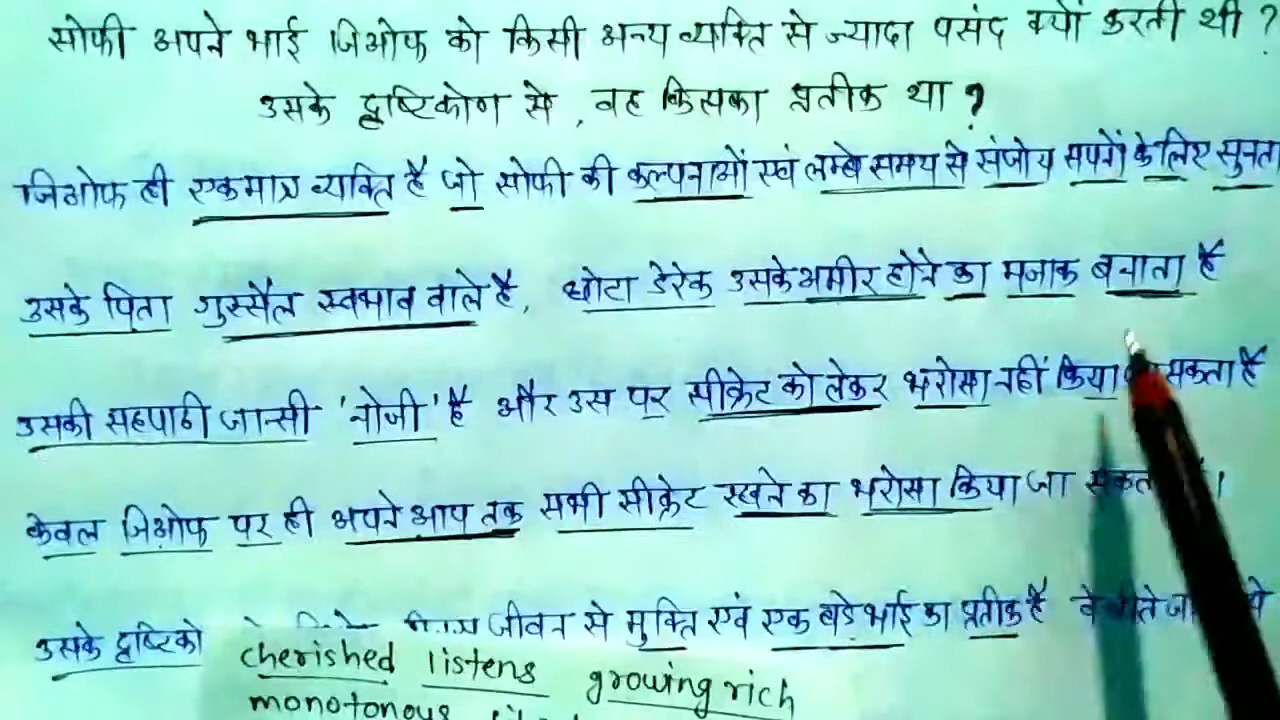 सोफी अपने भाई जिओफ को किसी अन्य व्यक्ति से ज्यादा पसंद क्यों करती थी ?
उसके दृष्टिकोण से , वह किसका प्रतीक था ?
जिओफ ही एकमात्र व्यक्ति है जो सोफी की कल्पनाओं एवं लम्बे समय से संजोय सपनों के लिए सुनता
उसके पिता गुस्सैल स्वभाव वाले है, छोटा डेरेक उसके अमीर होने का मजाक बनाता है
उसकी सहपाठी जान्सी 'नोजी' है और उस पर सीक्रेट को लेकर भरोसा नहीं किया सकता है
केवल जिओफ पर ही अपने आप तक सभी सीक्रेट रखने का भरोसा किया जा
उसके जीवन से मुक्ति एवं एक बड़े भाई का प्रतीक है
cherished listens growing rich
monotonous